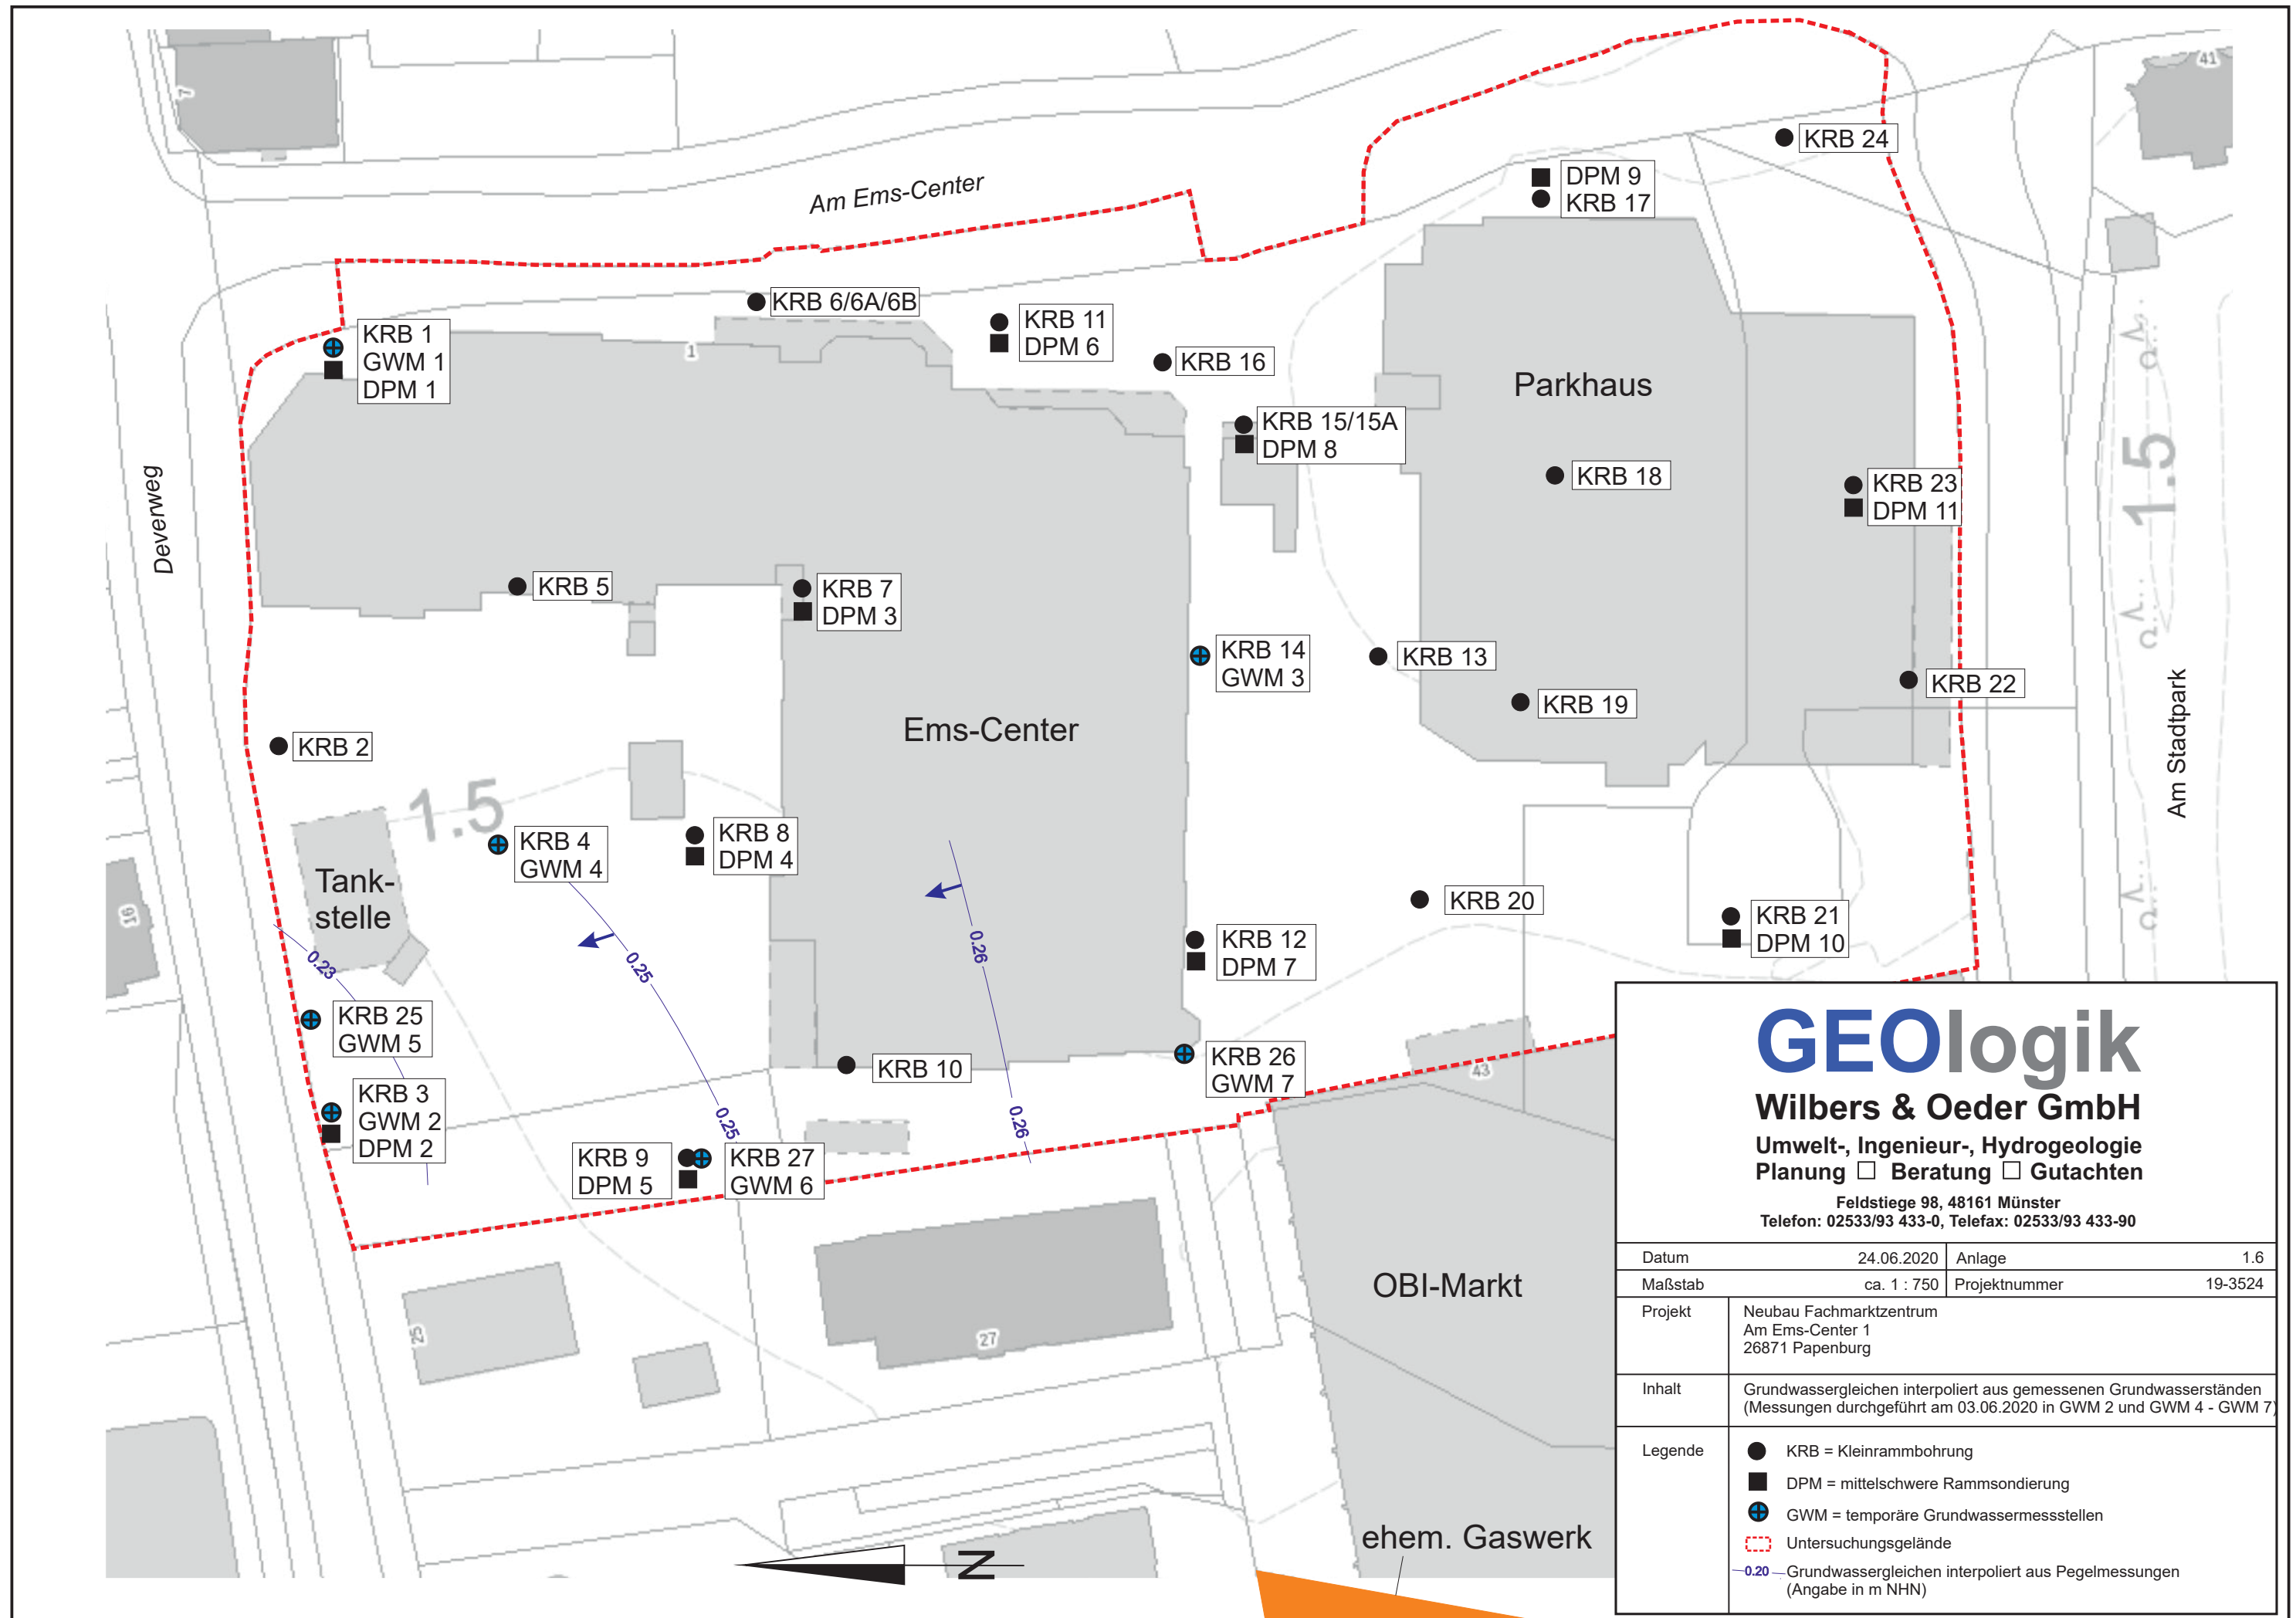 7
41
Am Ems-Center
KRB 24
DPM 9
KRB 17
KRB 6/6A/6B
KRB 11
DPM 6
KRB 1
GWM 1
DPM 1
1
KRB 16
Parkhaus
KRB 15/15A
DPM 8
KRB 18
KRB 23
DPM 11
1.5
Deverweg
KRB 5
KRB 7
DPM 3
KRB 14
GWM 3
KRB 13
KRB 22
KRB 19
Ems-Center
KRB 2
Am Stadtpark
1.5
KRB 4
GWM 4
KRB 8
DPM 4
Tank-
stelle
16
KRB 20
KRB 21
DPM 10
KRB 12
DPM 7
0.23
0.25
0.26
KRB 25
GWM 5
KRB 10
KRB 26
GWM 7
43
KRB 3
GWM 2
DPM 2
0.25
0.26
KRB 9
DPM 5
KRB 27
GWM 6
OBI-Markt
25
27
ehem. Gaswerk
N
GEOlogik
Wilbers & Oeder GmbH
Umwelt-, Ingenieur-, Hydrogeologie
Planung □ Beratung □ Gutachten
Feldstiege 98, 48161 Münster
Telefon: 02533/93 433-0, Telefax: 02533/93 433-90
Datum 24.06.2020 Anlage 1.6
Maßstab ca. 1 : 750 Projektnummer 19-3524
Projekt Neubau Fachmarktzentrum
Am Ems-Center 1
26871 Papenburg
Inhalt Grundwassergleichen interpoliert aus gemessenen Grundwasserständen
(Messungen durchgeführt am 03.06.2020 in GWM 2 und GWM 4 - GWM 7)
Legende KRB = Kleinrammbohrung
DPM = mittelschwere Rammsondierung
GWM = temporäre Grundwassermessstellen
Untersuchungsgelände
0.20 Grundwassergleichen interpoliert aus Pegelmessungen
(Angabe in m NHN)